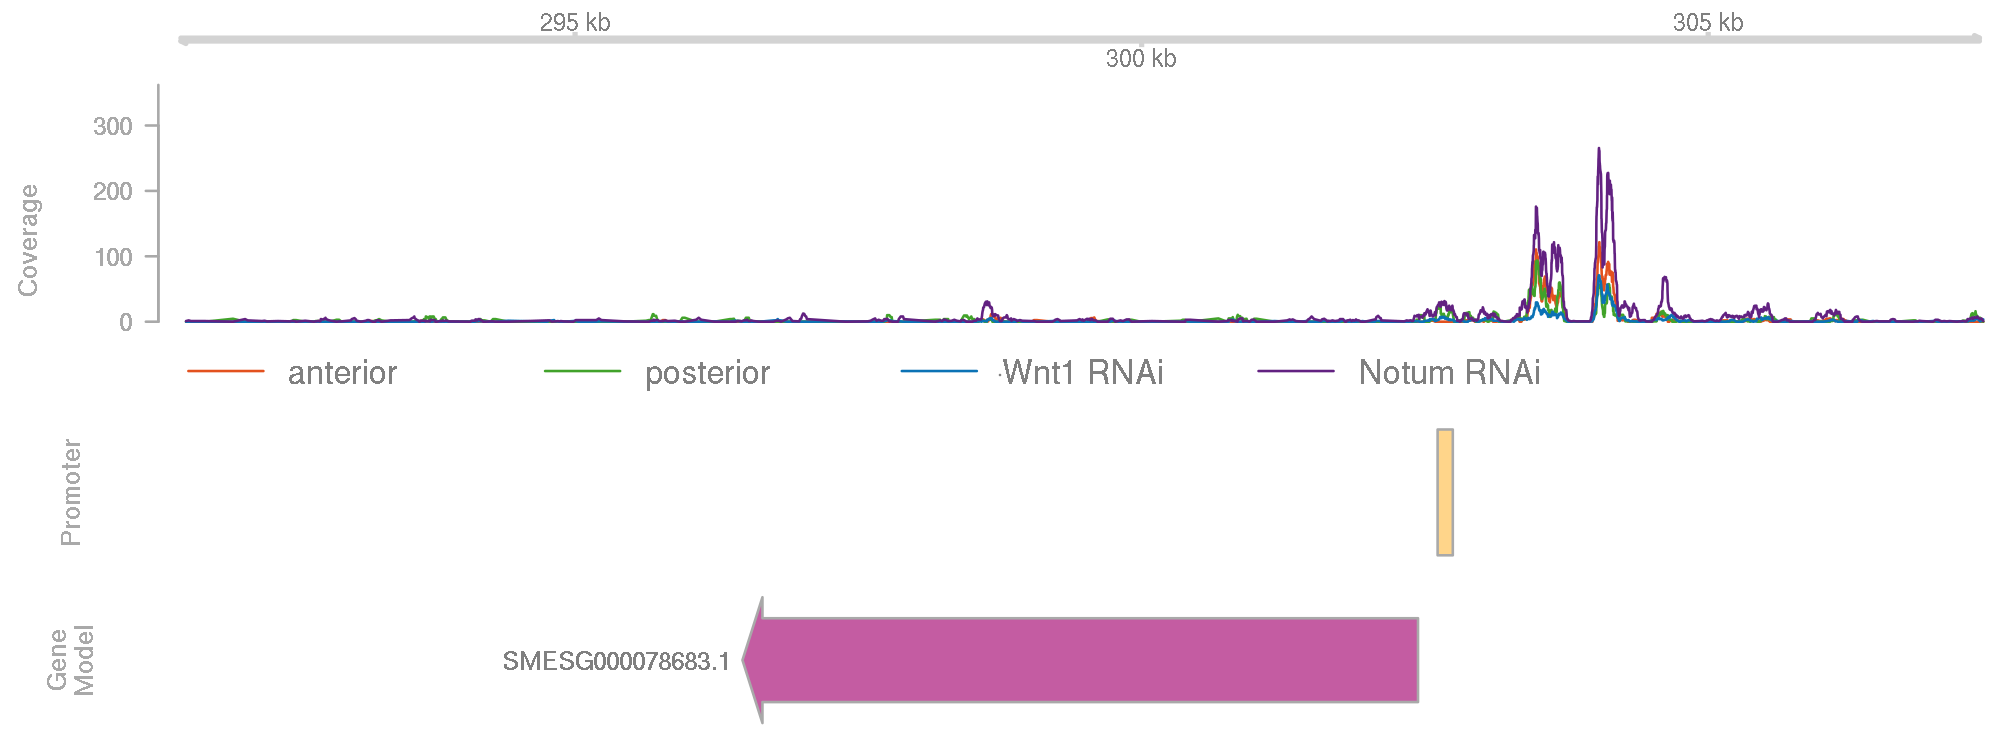 295 kb
305 kb
300 kb
Coverage
300
200
100
0
anterior
posterior
Wnt1 RNAi
Notum RNAi
Promoter
Gene
Model
SMESG000078683.1